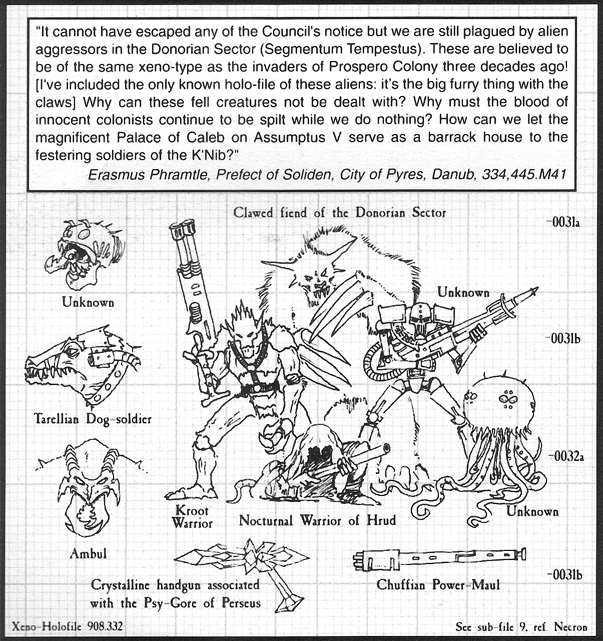 "It cannot have escaped any of the Council's notice but we are still plagued by alien
aggressors in the Donorian Sector (Segmentum Tempestus). These are believed to
be of the same xeno-type as the invaders of Prospero Colony three decades ago!
[I've included the only known holo-file of these aliens: it's the big furry thing with the
claws] Why can these fell creatures not be dealt with? Why must the blood of
innocent colonists continue to be spilt while we do nothing? How can we let the
magnificent Palace of Caleb on Assumptus V serve as a barrack house to the
festering soldiers of the K'Nib?"
Erasmus Phramtle, Prefect of Soliden, City of Pyres, Danub, 334,445.M41
Clawed fiend of the Donorian Sector
-0031a
Unknown
Unknown
-0031b
Tarellian Dog-soldier
-0032a
Ambul
Kroot
Warrior
Nocturnal Warrior of Hrud
Unknown
-0031b
Crystalline handgun associated
with the Psy-Gore of Perseus
Chuffian Power-Maul
Xeno-Holofile 908.332
See sub-file 9, ref. Necron